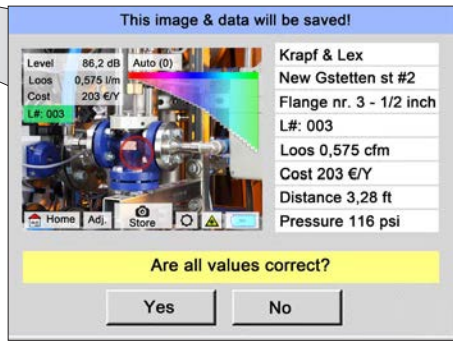 This image & data will be saved!
Level 86,2 dB
Loos 0,575 l/m
Cost 203 €/Y
L#: 003
Auto (0)
Home Adj. Store
Krapf & Lex
New Gstetten st #2
Flange nr. 3 - 1/2 inch
L#: 003
Loos 0,575 cfm
Cost 203 €/Y
Distance 3,28 ft
Pressure 116 psi
Are all values correct?
Yes No